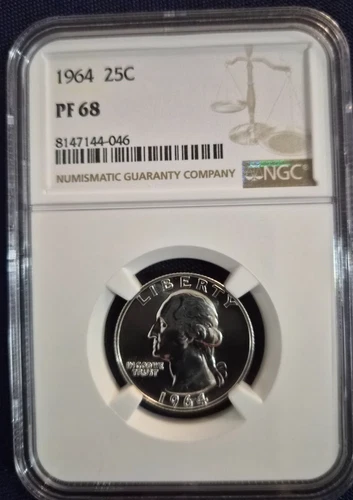 1964 25C
PF 68
8147144-046
NUMISMATIC GUARANTY COMPANY
NGC
LIBERTY
IN GOD WE
TRUST
1964